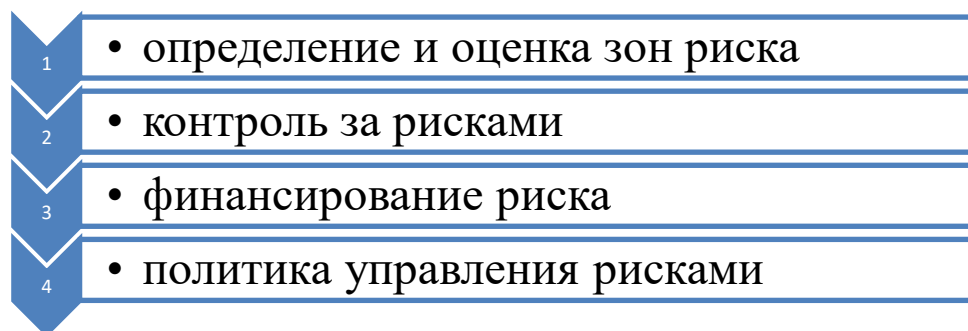 1 • определение и оценка зон риска
2 • контроль за рисками
3 • финансирование риска
4 • политика управления рисками